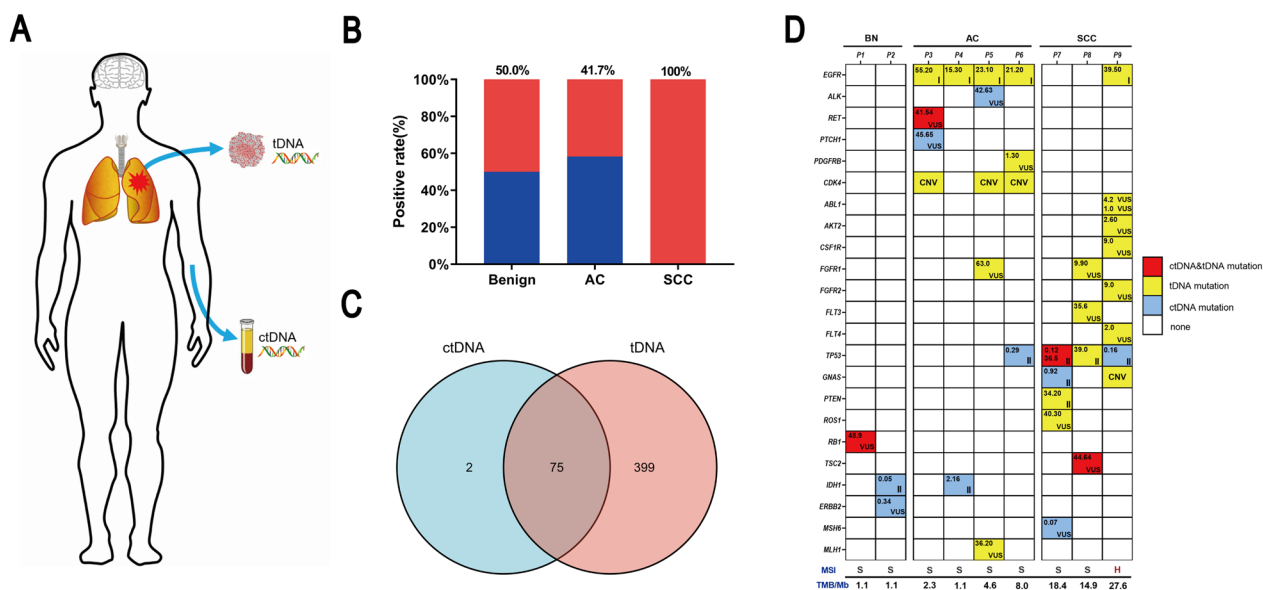 A
tDNA
ctDNA
B
50.0% 41.7% 100%
100%
80%
60%
40%
20%
0%
Positive rate(%)
Benign AC SCC
C
ctDNA tDNA
2 75 399
D
BN AC SCC
P1 P2 P3 P4 P5 P6 P7 P8 P9
EGFR 55.20 I 15.30 I 23.10 I 21.20 I 39.50 I
ALK 42.63 VUS
RET 41.54 VUS
PTCH1 45.65 VUS
PDGFRB 1.30 VUS
CDK4 CNV CNV CNV
ABL1 4.2 VUS
1.0 VUS
AKT2 2.60 VUS
CSF1R 9.0 VUS
FGFR1 63.0 VUS 9.90 VUS
FGFR2 9.0 VUS
FLT3 35.6 VUS
FLT4 2.0 VUS
TP53 0.29 II 0.12 36.5 II 39.0 II 0.16 II
GNAS 0.92 II CNV
PTEN 34.20 II
ROS1 40.30 VUS
RB1 45.9 VUS
TSC2 44.64 VUS
IDH1 0.05 II 2.16 II
ERBB2 0.34 VUS
MSH6 0.07 VUS
MLH1 36.20 VUS
MSI S S S S S S S S H
TMB/Mb 1.1 1.1 2.3 1.1 4.6 8.0 18.4 14.9 27.6
ctDNA&tDNA mutation
tDNA mutation
ctDNA mutation
none